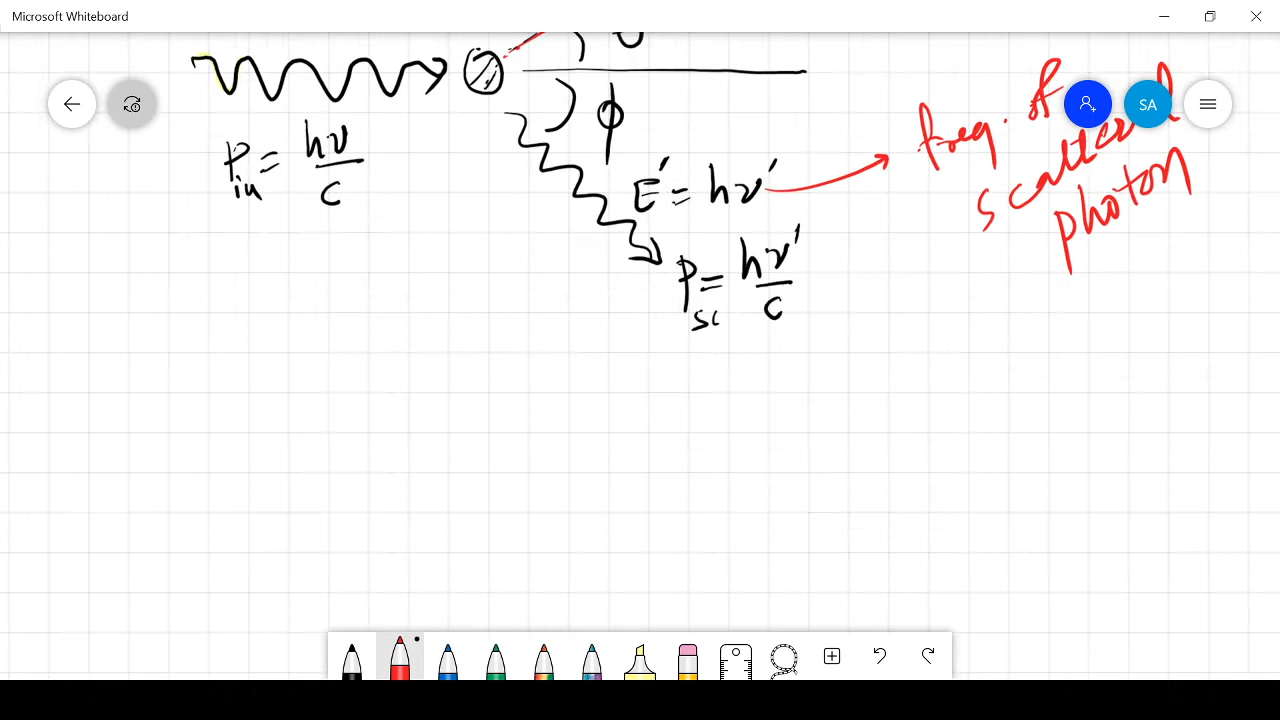 Microsoft Whiteboard
SA
freq. of
scattered
photon
P_in = hν/c
ϕ
E' = hν'
P_sc = hν'/c